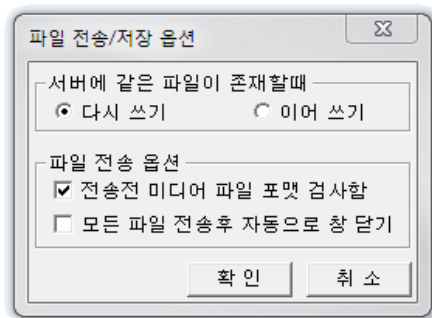 파일 전송/저장 옵션
서버에 같은 파일이 존재할때
다시 쓰기
이어 쓰기
파일 전송 옵션
전송전 미디어 파일 포맷 검사함
모든 파일 전송후 자동으로 창 닫기
확 인
취 소